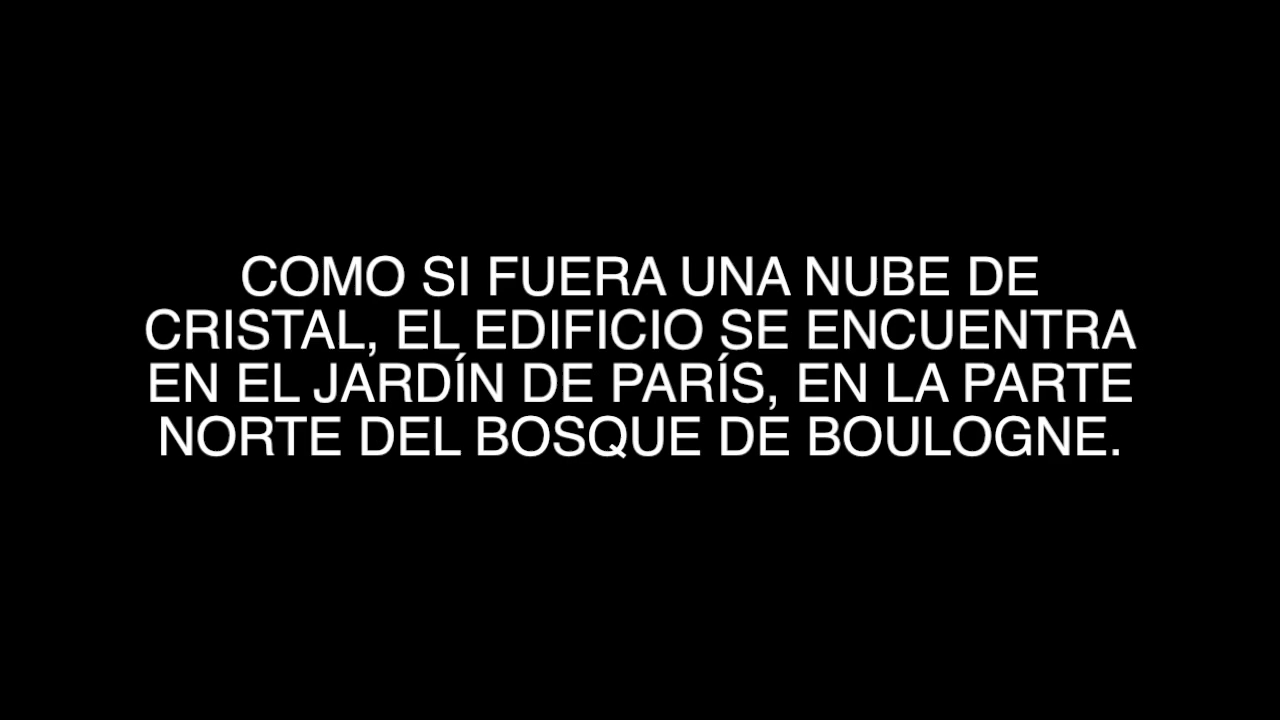 COMO SI FUERA UNA NUBE DE
CRISTAL, EL EDIFICIO SE ENCUENTRA
EN EL JARDÍN DE PARÍS, EN LA PARTE
NORTE DEL BOSQUE DE BOULOGNE.